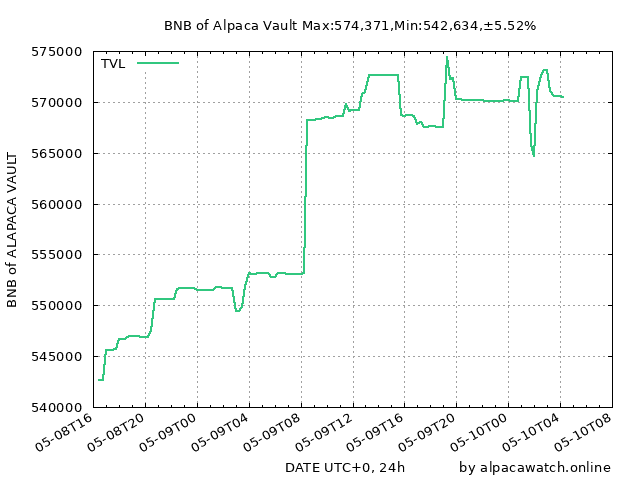 BNB of Alpaca Vault Max:574,371,Min:542,634,±5.52%
TVL
575000
570000
565000
560000
555000
550000
545000
540000
BNB of ALAPACA VAULT
05-08T16
05-08T20
05-09T00
05-09T04
05-09T08
05-09T12
05-09T16
05-09T20
05-10T00
05-10T04
05-10T08
DATE UTC+0, 24h
by alpacawatch.online